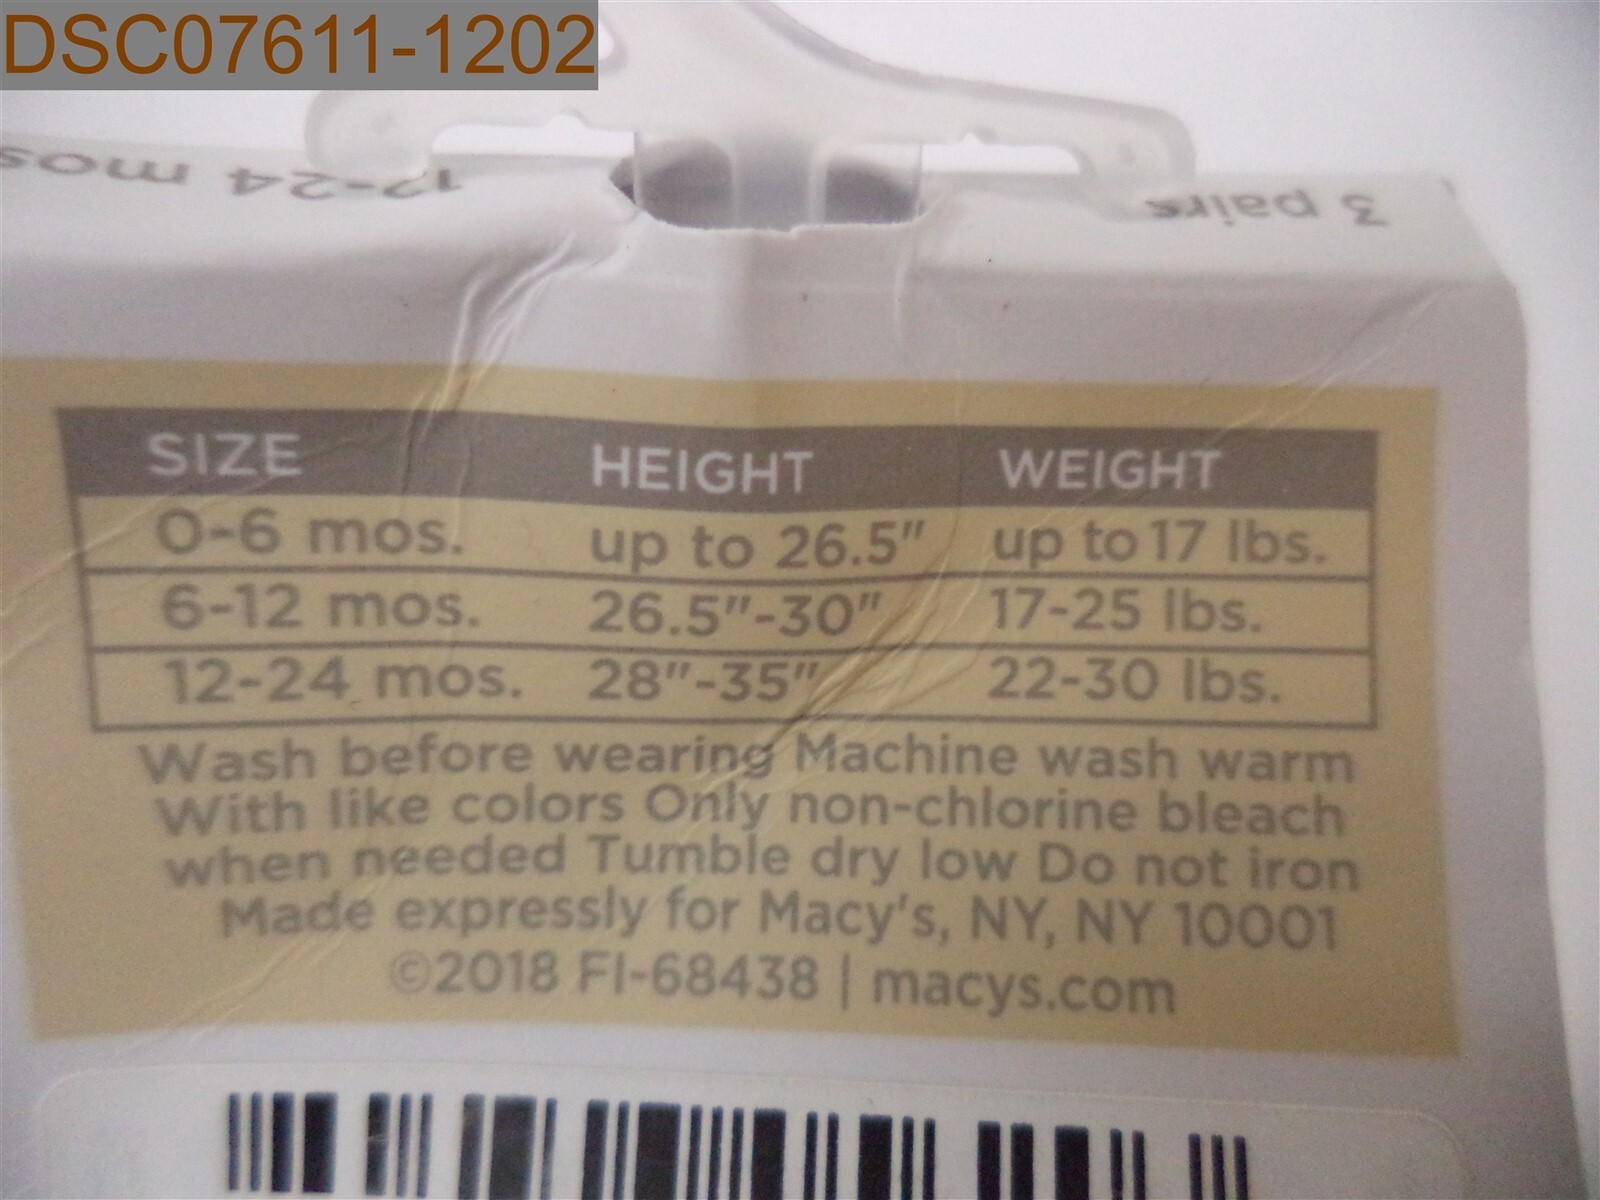 DSC07611-1202
12-24 mos
3 pairs
SIZE HEIGHT WEIGHT
0-6 mos. up to 26.5" up to 17 lbs.
6-12 mos. 26.5"-30" 17-25 lbs.
12-24 mos. 28"-35" 22-30 lbs.
Wash before wearing Machine wash warm
With like colors Only non-chlorine bleach
when needed Tumble dry low Do not iron
Made expressly for Macy's, NY, NY 10001
©2018 FI-68438 | macys.com